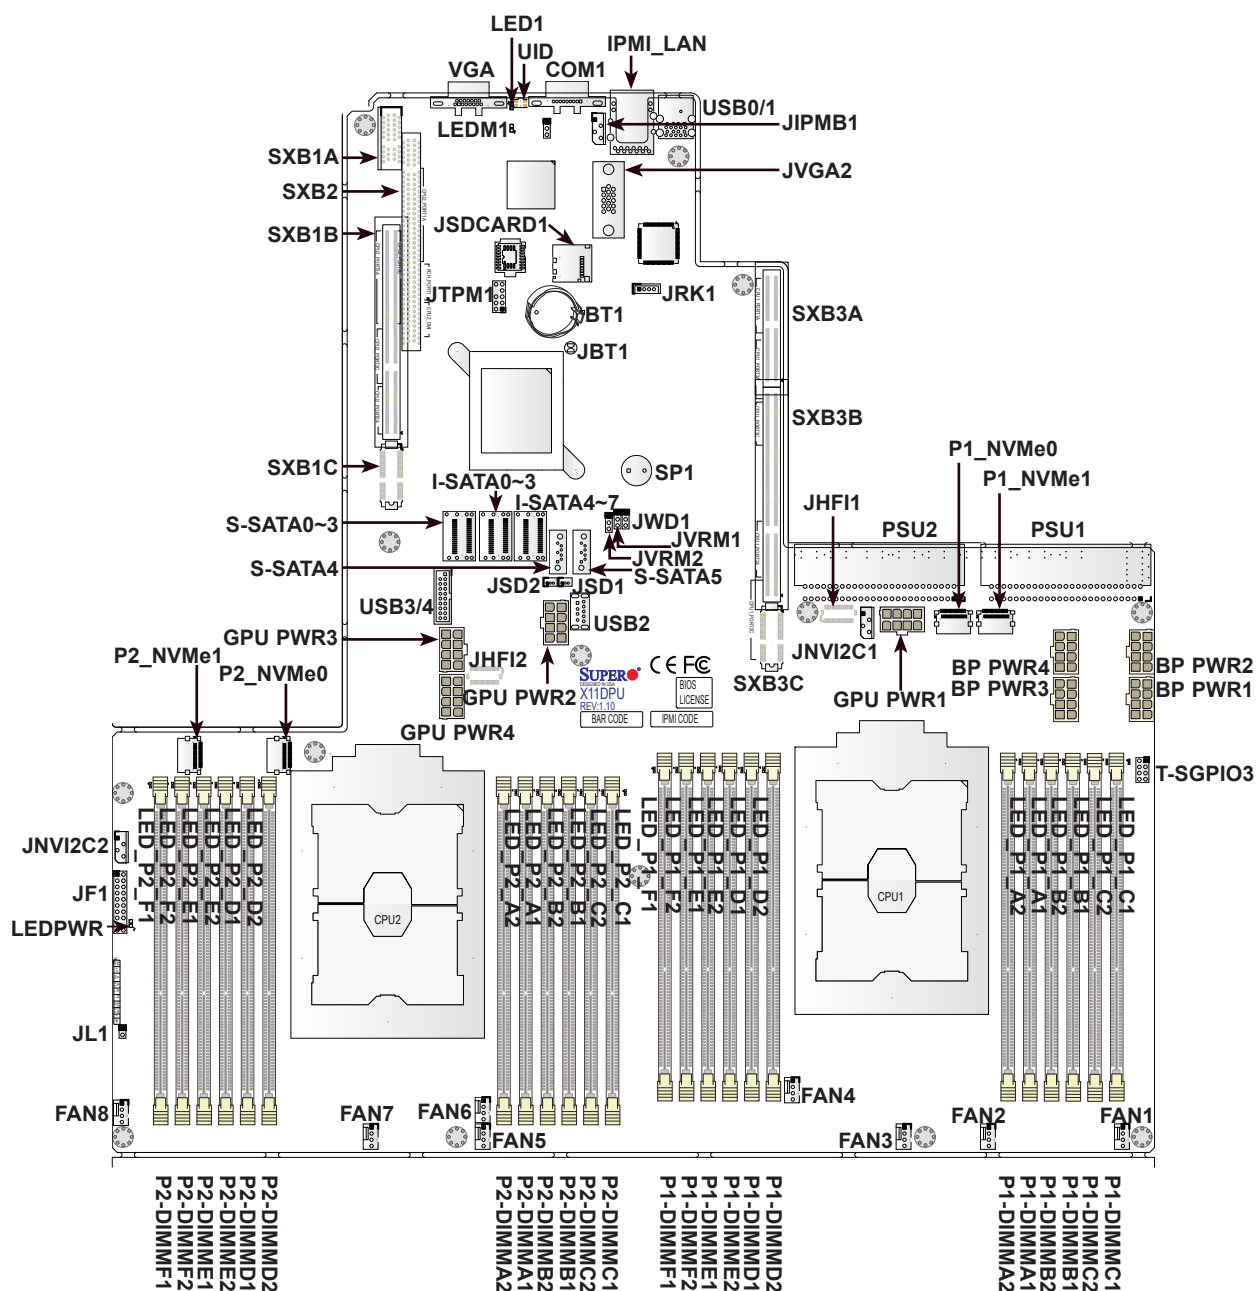 LED1
UID
IPMI_LAN
VGA
COM1
USB0/1
LEDM1
JIPMB1
SXB1A
JVGA2
SXB2
JSDCARD1
SXB1B
JTPM1
JRK1
BT1
SXB3A
JBT1
SXB3B
SXB1C
SP1
P1_NVMe0
I-SATA0~3
P1_NVMe1
I-SATA4~7
JHFI1
S-SATA0~3
JWD1
PSU2
PSU1
JVRM1
JVRM2
S-SATA4
S-SATA5
JSD2
JSD1
USB3/4
USB2
GPU PWR3
JNVI2C1
P2_NVMe1
JHFI2
P2_NVMe0
GPU PWR2
SXB3C
BP PWR4
BP PWR2
BP PWR3
BP PWR1
GPU PWR1
GPU PWR4
SUPER
DESIGNED IN USA
X11DPU
REV:1.10
CE FC
BIOS
LICENSE
BAR CODE
IPMI CODE
T-SGPIO3
LED_P2_F1
LED_P2_F2
LED_P2_E1
LED_P2_E2
LED_P2_D1
LED_P2_D2
LED_P2_A2
LED_P2_A1
LED_P2_B2
LED_P2_B1
LED_P2_C2
LED_P2_C1
LED_P1_F1
LED_P1_F2
LED_P1_E1
LED_P1_E2
LED_P1_D1
LED_P1_D2
LED_P1_A2
LED_P1_A1
LED_P1_B2
LED_P1_B1
LED_P1_C2
LED_P1_C1
JNVI2C2
JF1
LEDPWR
CPU2
CPU1
JL1
FAN8
FAN7
FAN6
FAN5
FAN4
FAN3
FAN2
FAN1
P2-DIMMF1
P2-DIMMF2
P2-DIMME1
P2-DIMME2
P2-DIMMD1
P2-DIMMD2
P2-DIMMA2
P2-DIMMA1
P2-DIMMB2
P2-DIMMB1
P2-DIMMC2
P2-DIMMC1
P1-DIMMF1
P1-DIMMF2
P1-DIMME1
P1-DIMME2
P1-DIMMD1
P1-DIMMD2
P1-DIMMA2
P1-DIMMA1
P1-DIMMB2
P1-DIMMB1
P1-DIMMC2
P1-DIMMC1